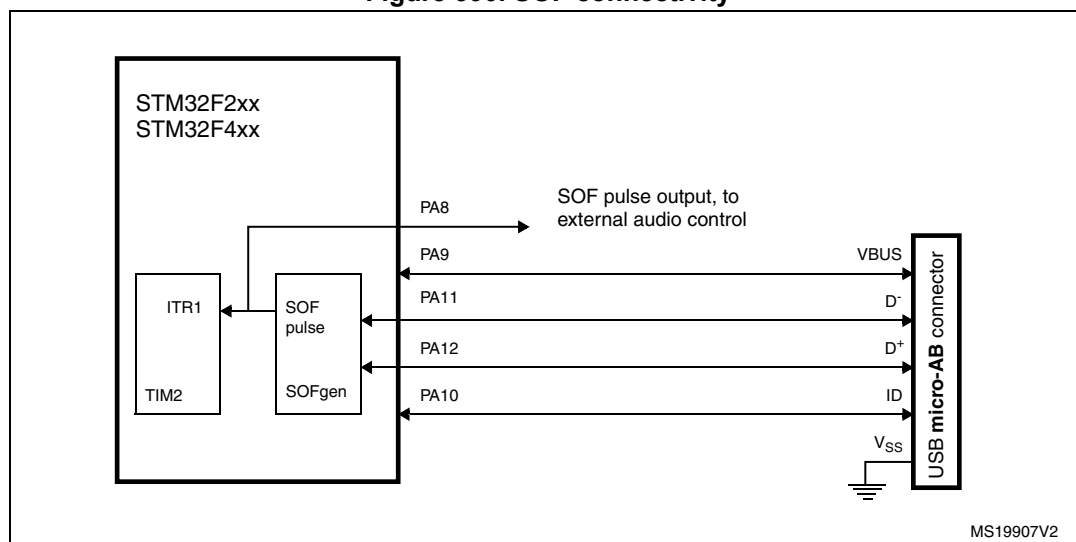 STM32F2xx
STM32F4xx
PA8
SOF pulse output, to
external audio control
PA9
VBUS
ITR1
SOF
pulse
PA11
D-
PA12
D+
TIM2
SOFgen
PA10
ID
VSS
USB micro-AB connector
MS19907V2